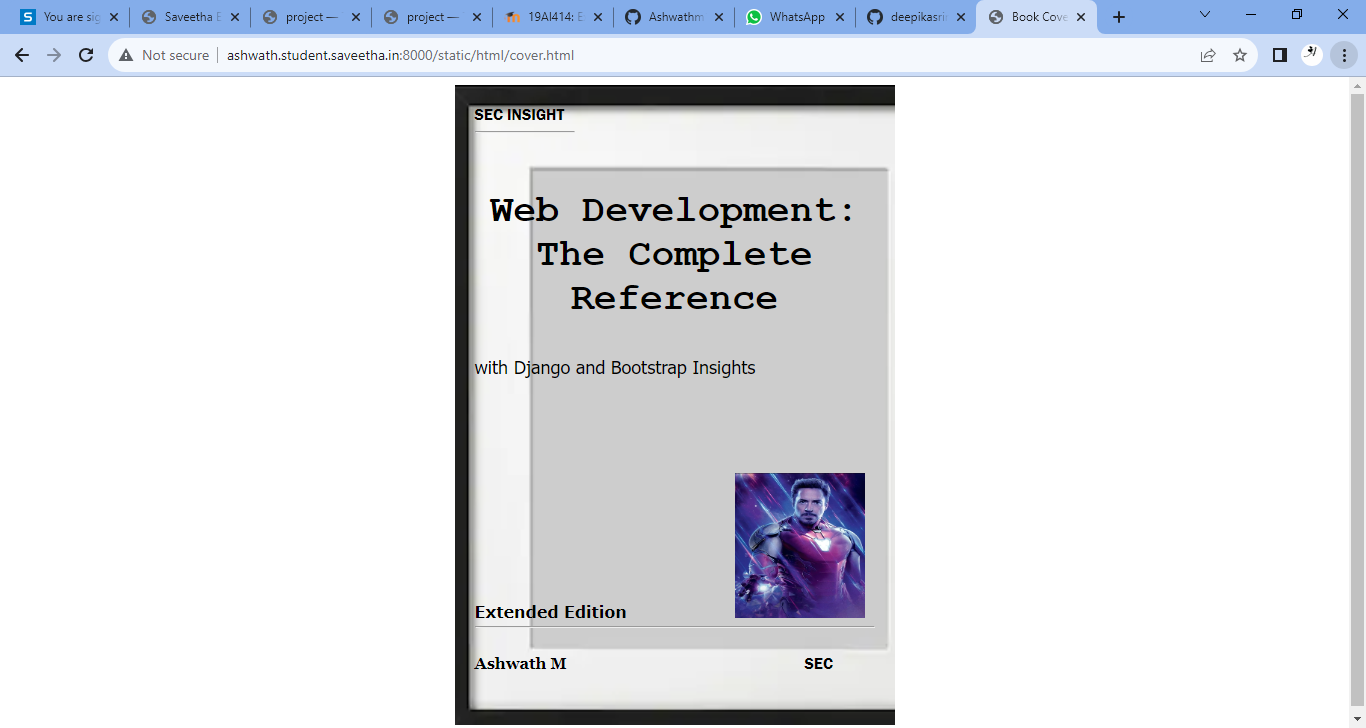 You are sig
Saveetha E
project —
project —
19AI414: E
Ashwathm
WhatsApp
deepikasri
Book Cove
Not secure
ashwath.student.saveetha.in:8000/static/html/cover.html
SEC INSIGHT
Web Development:
The Complete
Reference
with Django and Bootstrap Insights
Extended Edition
Ashwath M
SEC